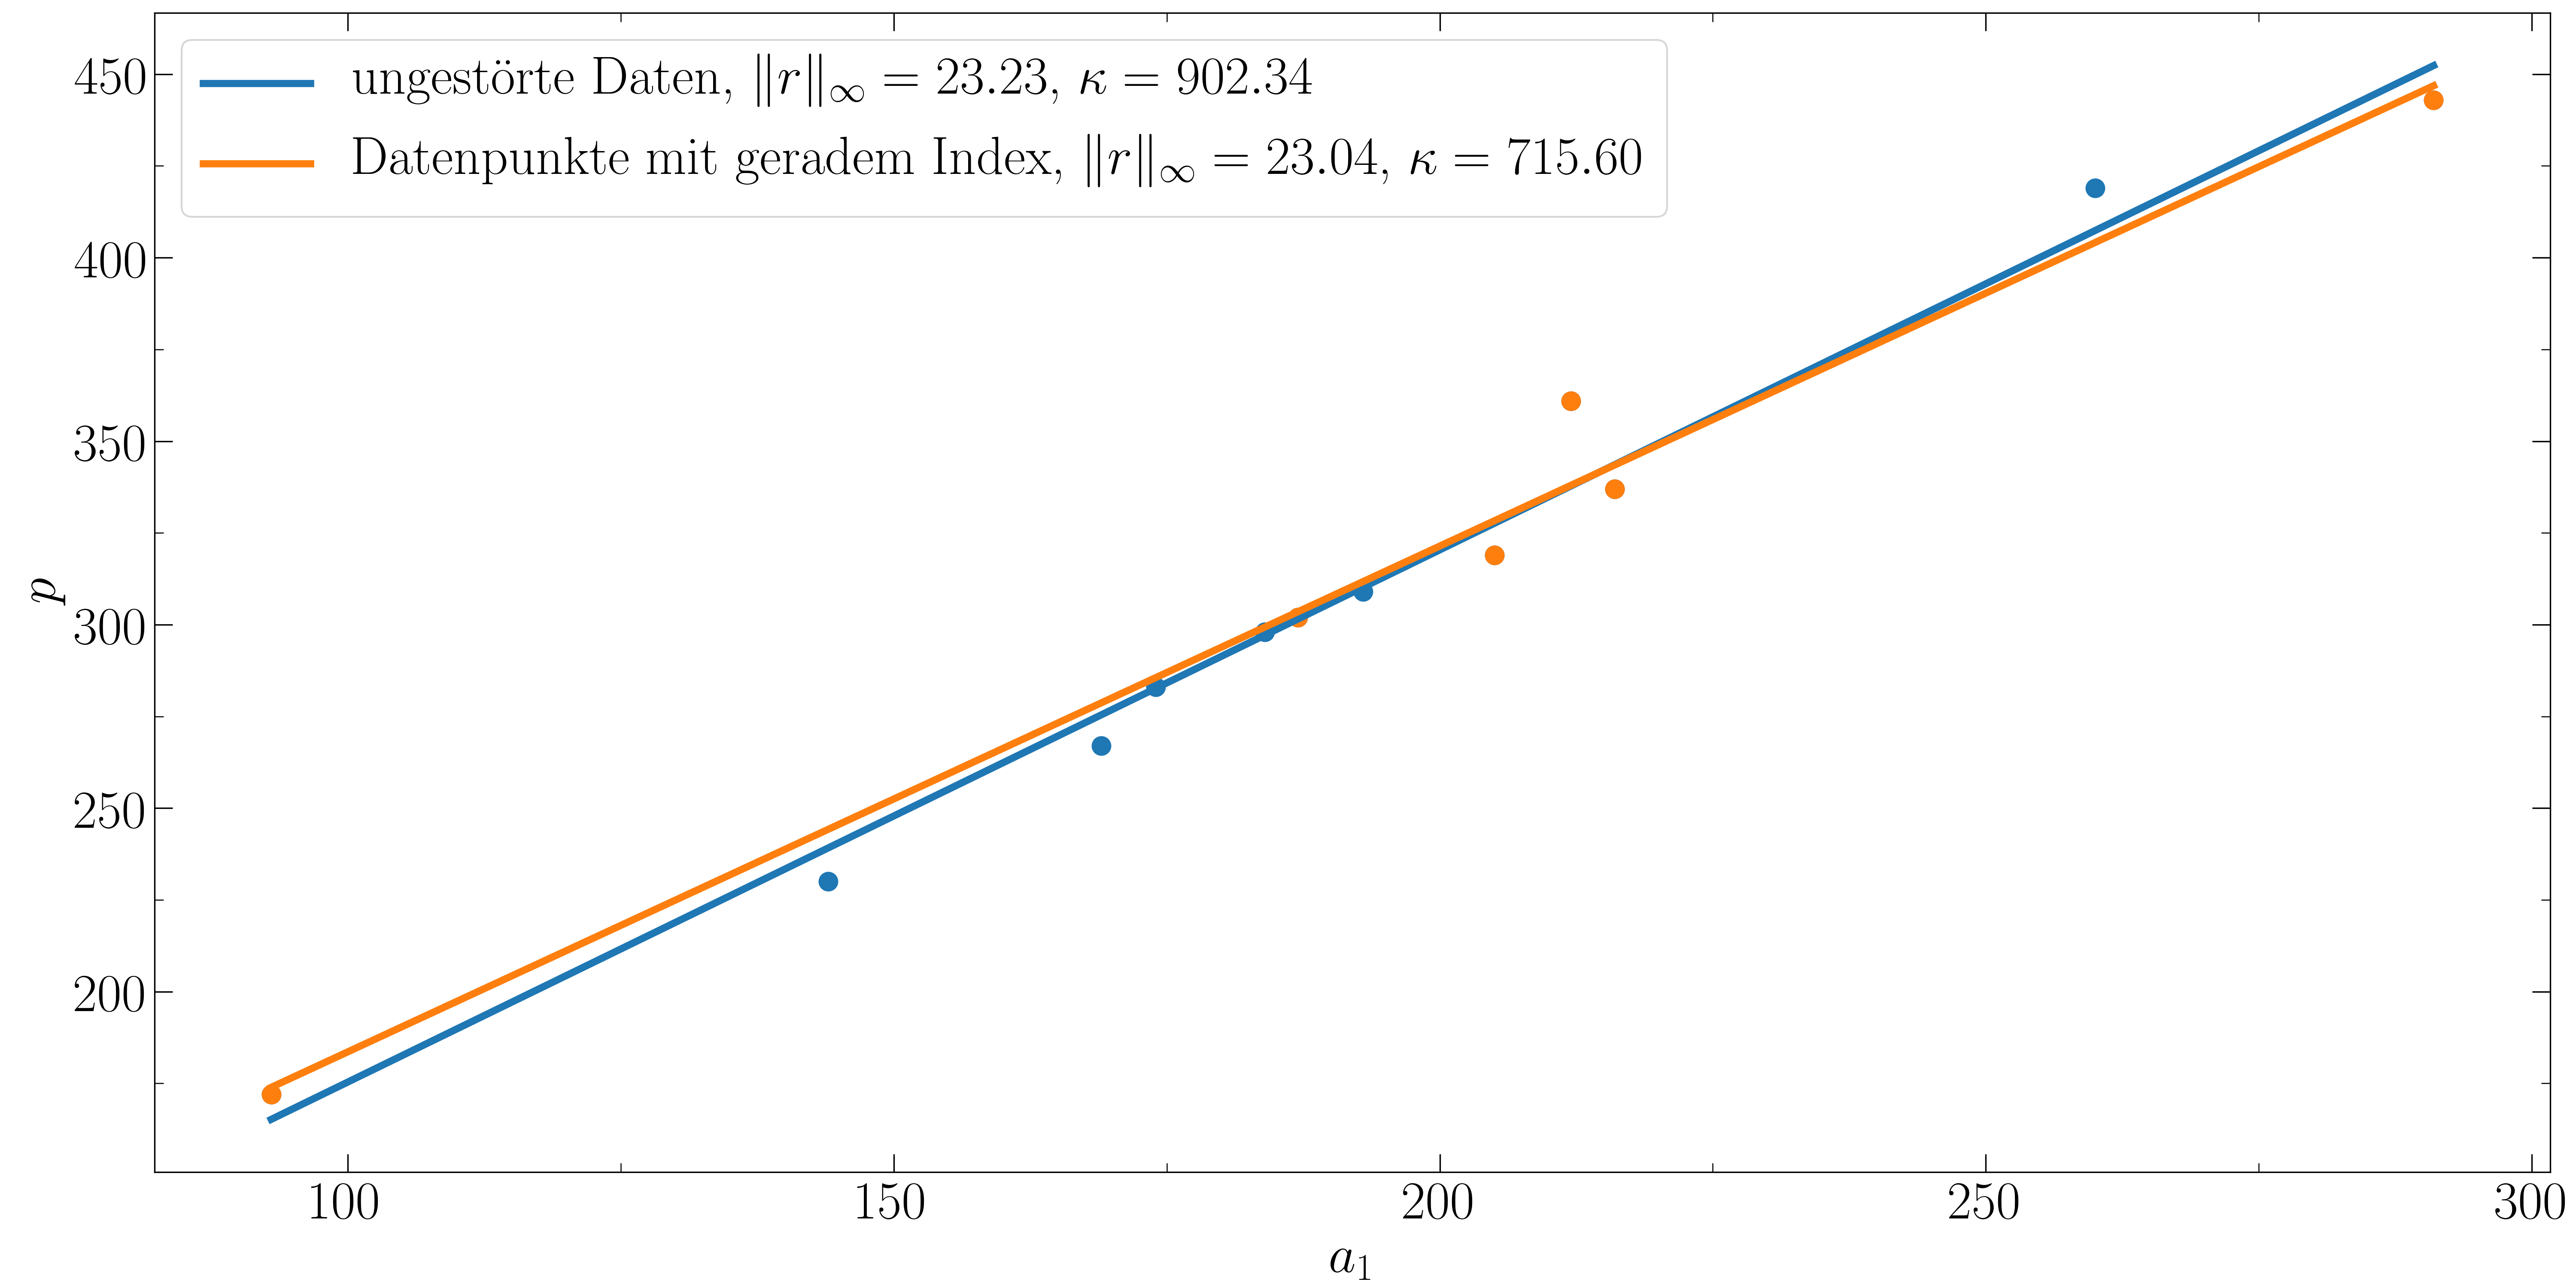 ungestörte Daten, ‖r‖∞ = 23.23, κ = 902.34
Datenpunkte mit geradem Index, ‖r‖∞ = 23.04, κ = 715.60
450
400
350
300
250
200
p
100 150 200 250 300
a₁